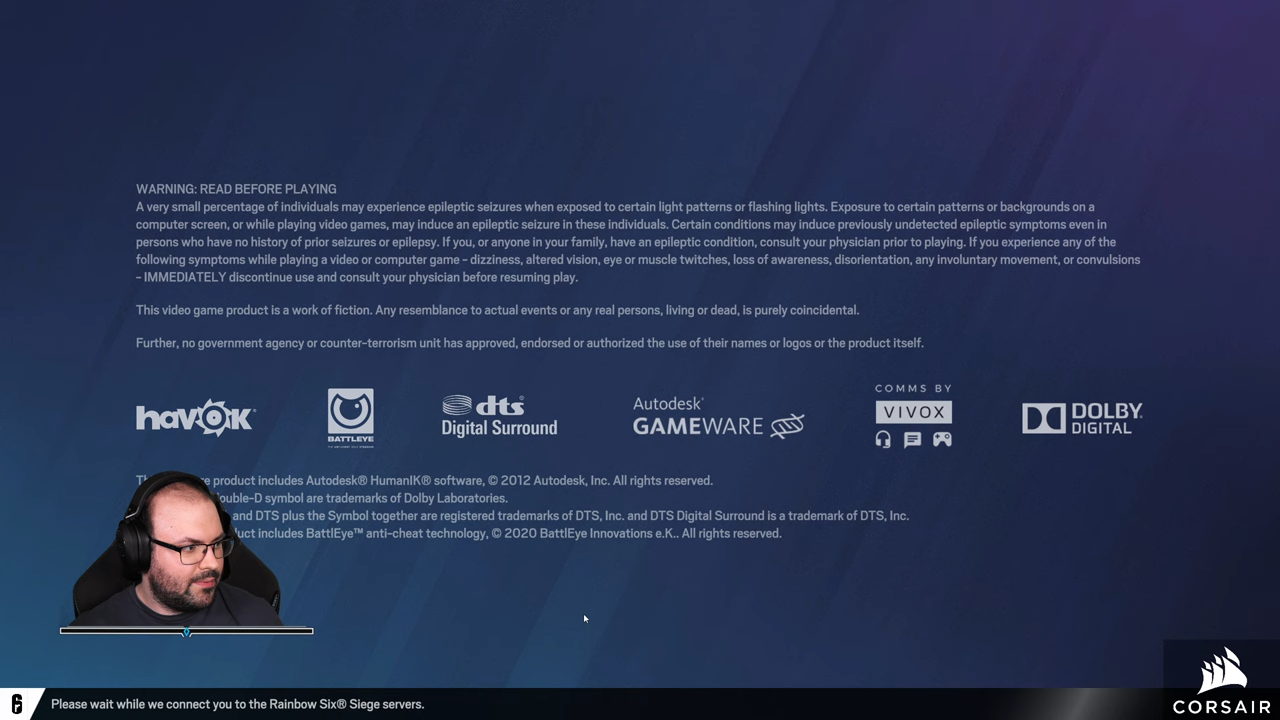 WARNING: READ BEFORE PLAYING
A very small percentage of individuals may experience epileptic seizures when exposed to certain light patterns or flashing lights. Exposure to certain patterns or backgrounds on a
computer screen, or while playing video games, may induce an epileptic seizure in these individuals. Certain conditions may induce previously undetected epileptic symptoms even in
persons who have no history of prior seizures or epilepsy. If you, or anyone in your family, have an epileptic condition, consult your physician prior to playing. If you experience any of the
following symptoms while playing a video or computer game - dizziness, altered vision, eye or muscle twitches, loss of awareness, disorientation, any involuntary movement, or convulsions
- IMMEDIATELY discontinue use and consult your physician before resuming play.
This video game product is a work of fiction. Any resemblance to actual events or any real persons, living or dead, is purely coincidental.
Further, no government agency or counter-terrorism unit has approved, endorsed or authorized the use of their names or logos or the product itself.
havok
BATTLEYE
dts
Digital Surround
Autodesk®
GAMEWARE
COMMS BY
VIVOX
DOLBY
DIGITAL
product includes Autodesk® HumanIK® software, © 2012 Autodesk, Inc. All rights reserved.
symbol are trademarks of Dolby Laboratories.
and DTS plus the Symbol together are registered trademarks of DTS, Inc. and DTS Digital Surround is a trademark of DTS, Inc.
includes BattlEye™ anti-cheat technology, © 2020 BattlEye Innovations e.K.. All rights reserved.
6 Please wait while we connect you to the Rainbow Six® Siege servers.
CORSAIR